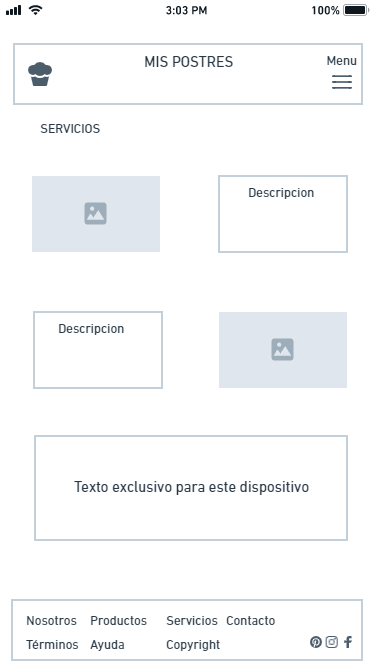 3:03 PM
100%
MIS POSTRES
Menu
SERVICIOS
Descripcion
Descripcion
Texto exclusivo para este dispositivo
Nosotros Productos Servicios Contacto
Términos Ayuda Copyright